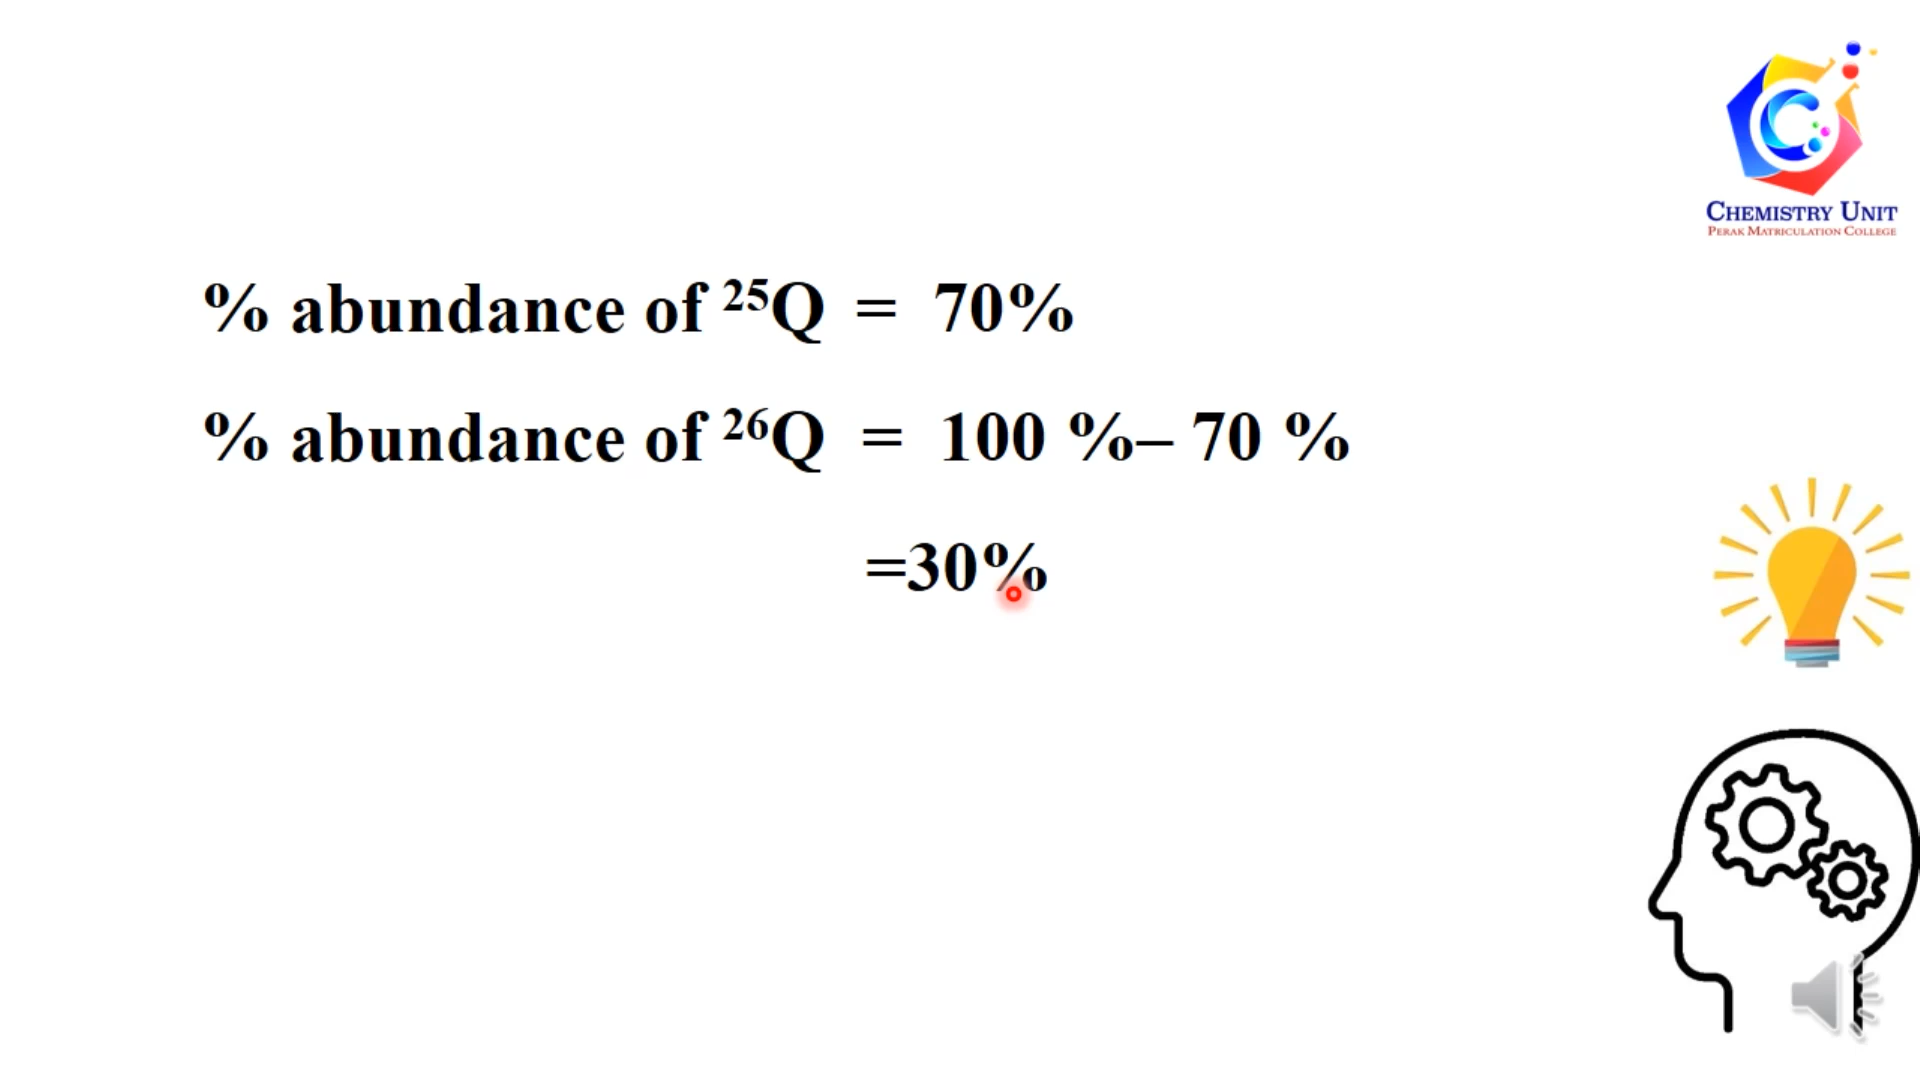 CHEMISTRY UNIT
PERAK MATRICULATION COLLEGE
% abundance of ²⁵Q = 70%
% abundance of ²⁶Q = 100 %– 70 %
=30%